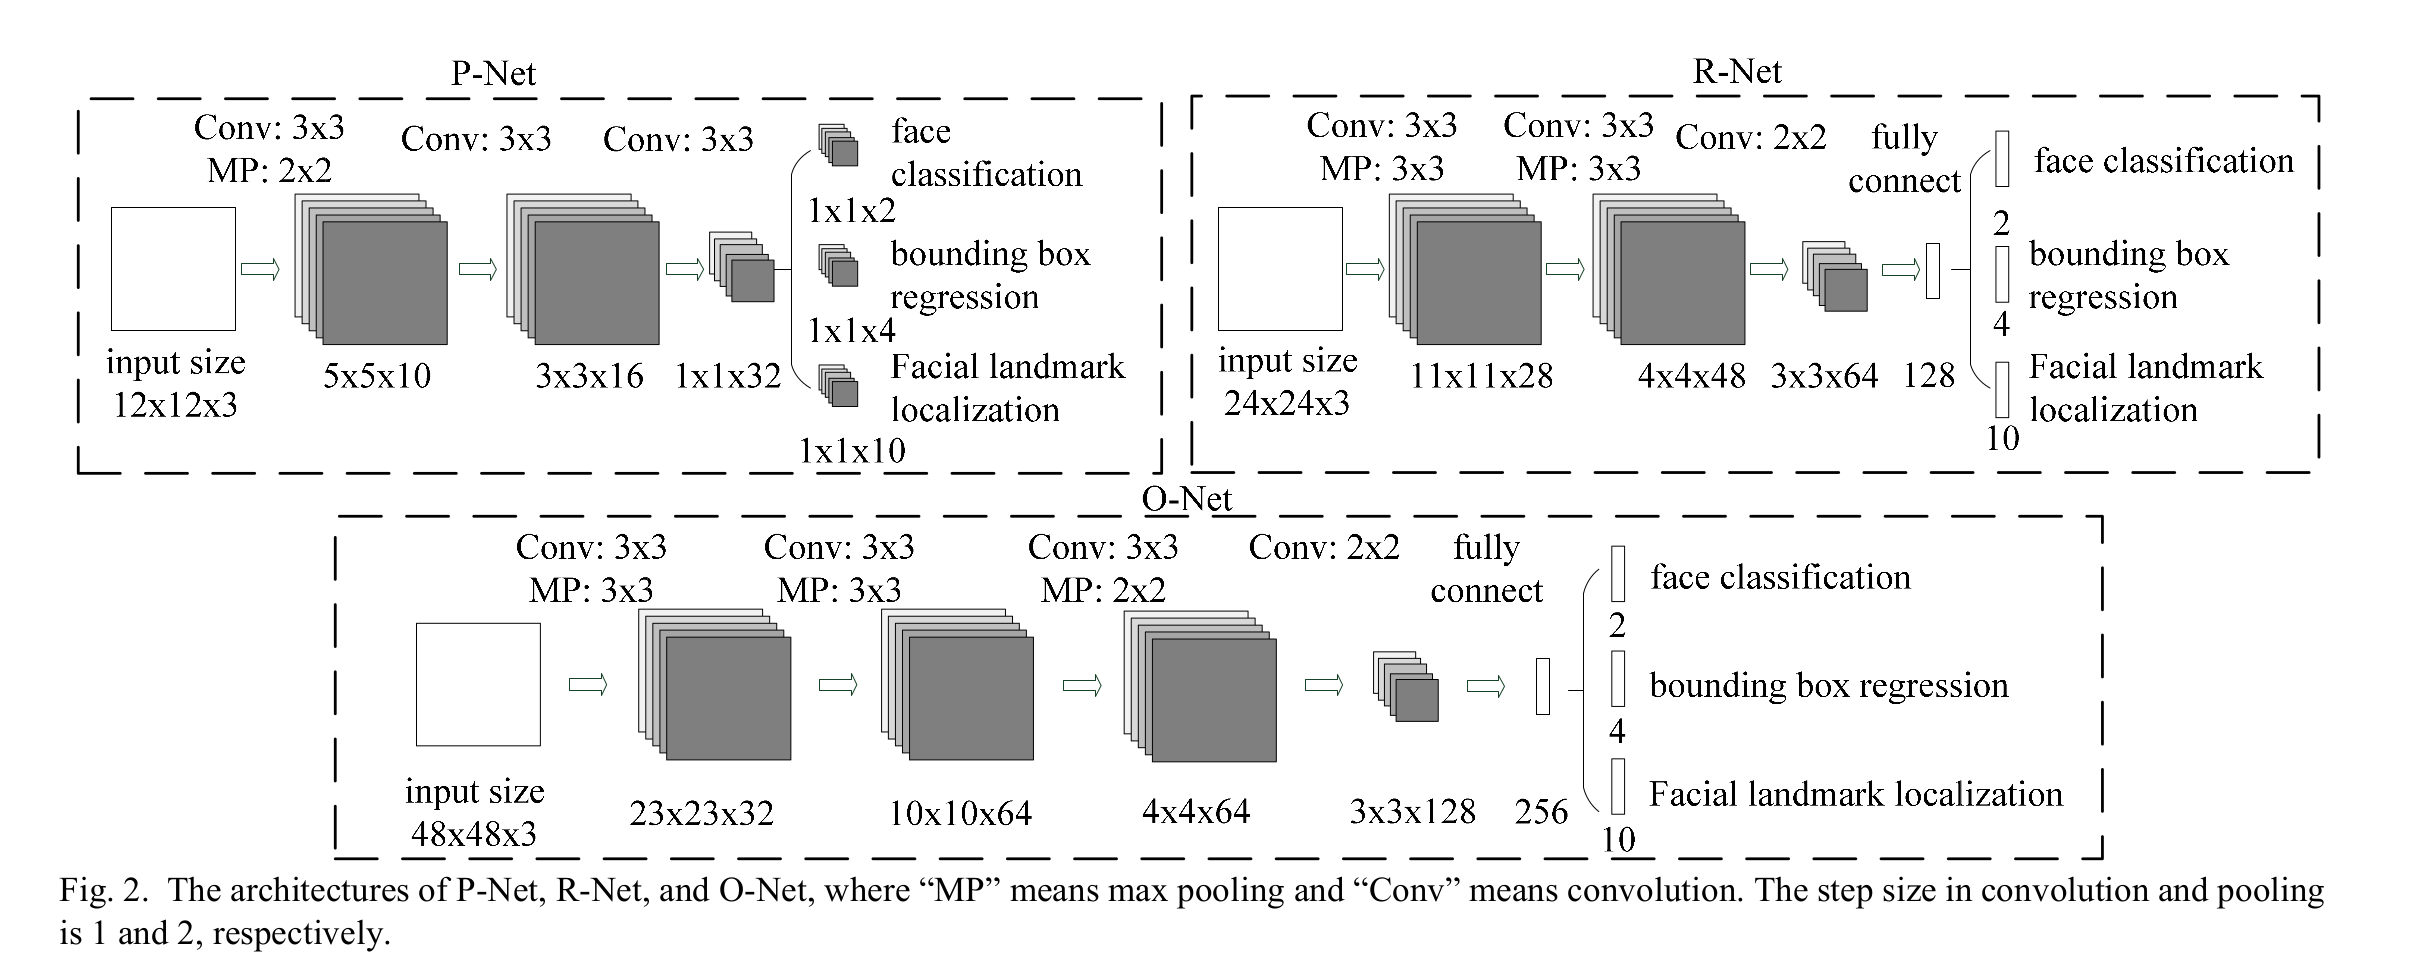 P-Net
Conv: 3x3
MP: 2x2
Conv: 3x3
Conv: 3x3
face
classification
1x1x2
bounding box
regression
1x1x4
Facial landmark
localization
1x1x10
input size
12x12x3
5x5x10
3x3x16
1x1x32
R-Net
Conv: 3x3
MP: 3x3
Conv: 3x3
MP: 3x3
Conv: 2x2
fully
connect
face classification
2
bounding box
regression
4
Facial landmark
localization
10
input size
24x24x3
11x11x28
4x4x48
3x3x64
128
O-Net
Conv: 3x3
MP: 3x3
Conv: 3x3
MP: 3x3
Conv: 3x3
MP: 2x2
Conv: 2x2
fully
connect
face classification
2
bounding box regression
4
Facial landmark localization
10
input size
48x48x3
23x23x32
10x10x64
4x4x64
3x3x128
256
Fig. 2. The architectures of P-Net, R-Net, and O-Net, where “MP” means max pooling and “Conv” means convolution. The step size in convolution and pooling
is 1 and 2, respectively.